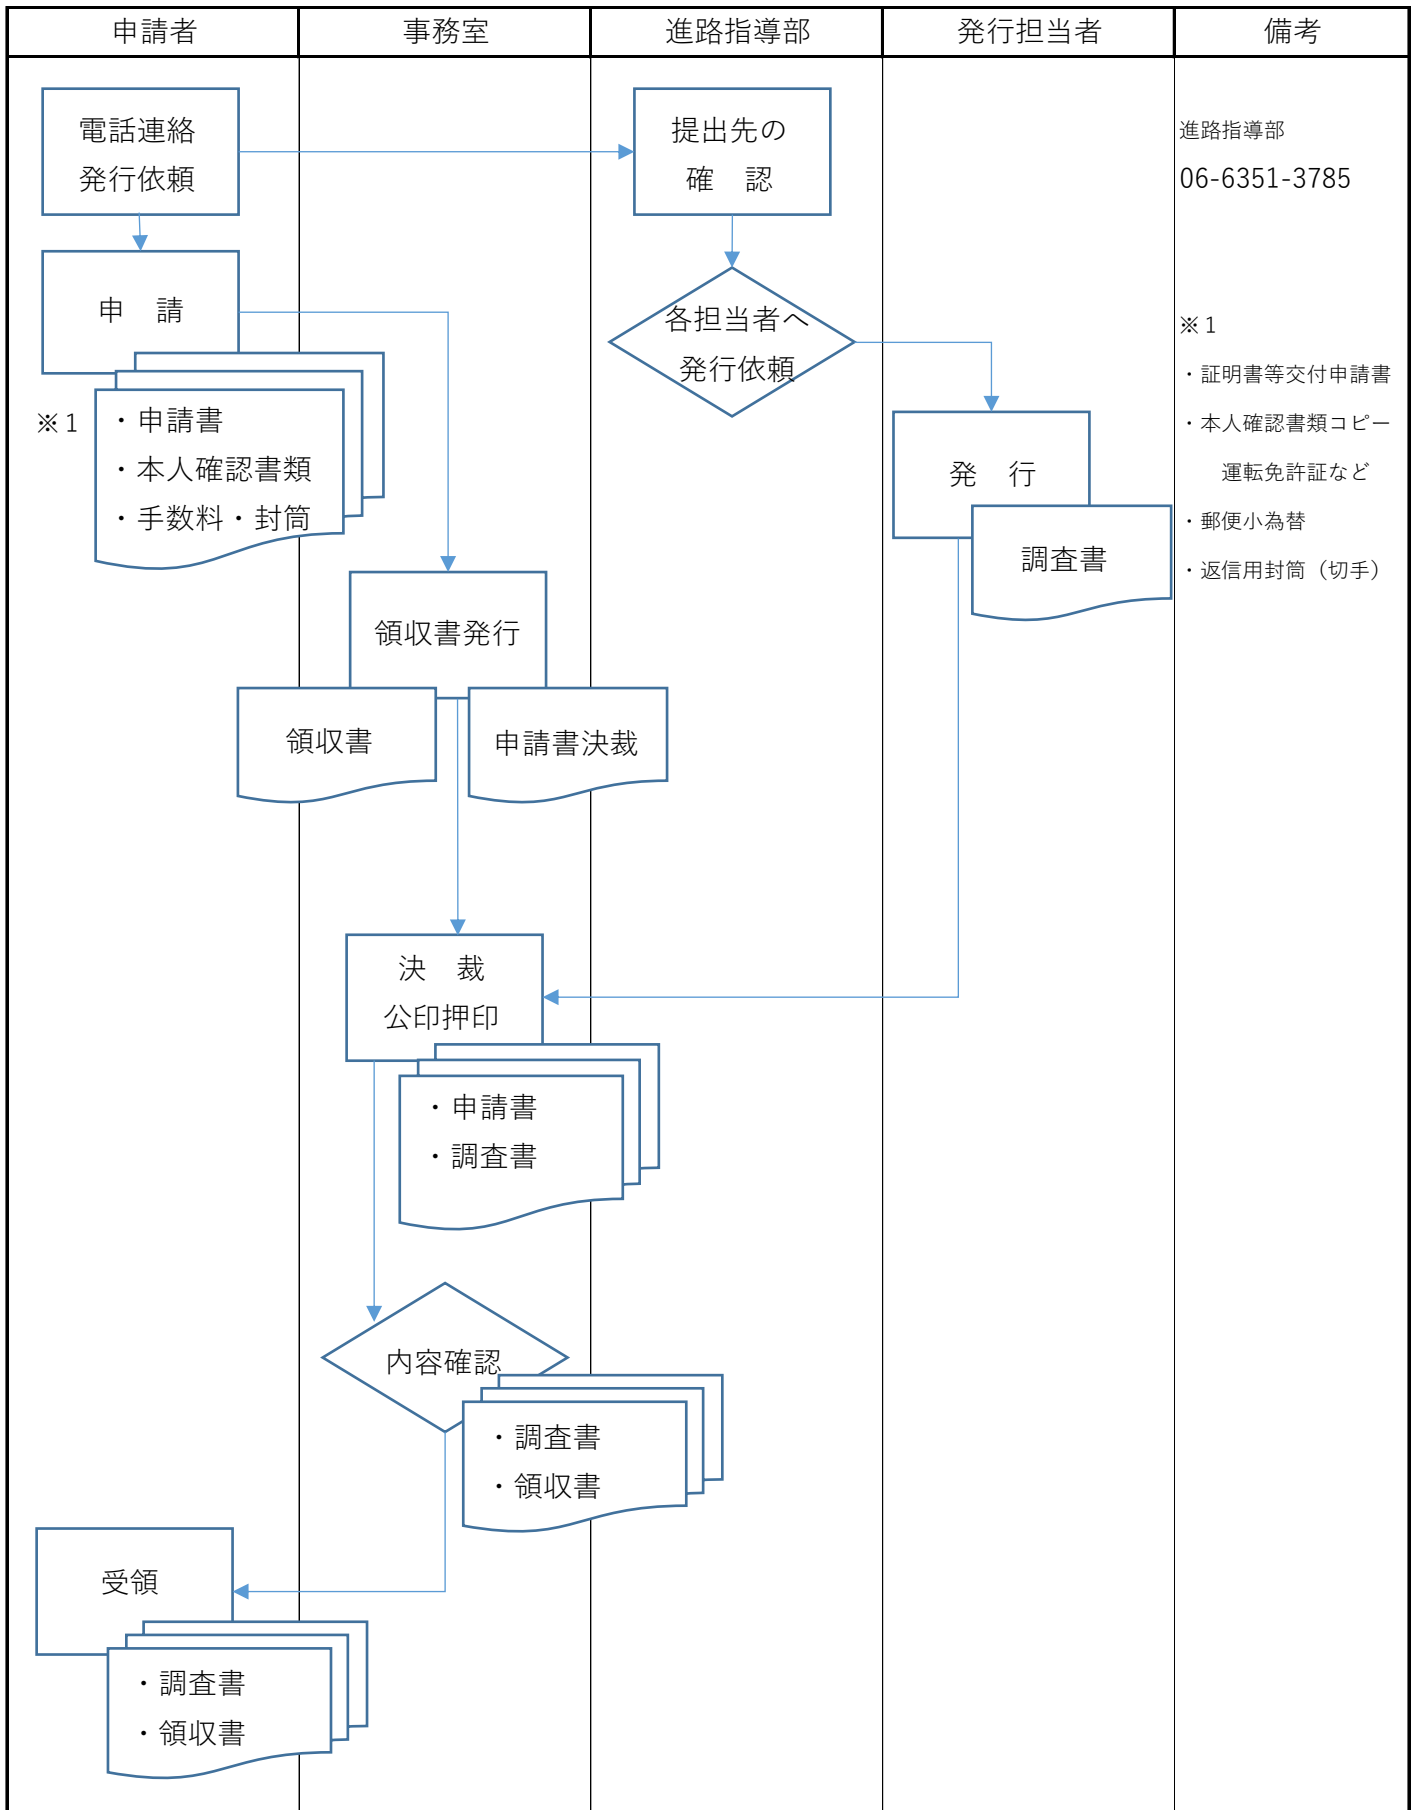 申請者
事務室
進路指導部
発行担当者
備考
電話連絡
発行依頼
提出先の
確　認
進路指導部
06-6351-3785
申　請
※１
・申請書
・本人確認書類
・手数料・封筒
各担当者へ
発行依頼
発　行
調査書
※１
・証明書等交付申請書
・本人確認書類コピー
運転免許証など
・郵便小為替
・返信用封筒（切手）
領収書発行
領収書
申請書決裁
決　裁
公印押印
・申請書
・調査書
内容確認
・調査書
・領収書
受領
・調査書
・領収書